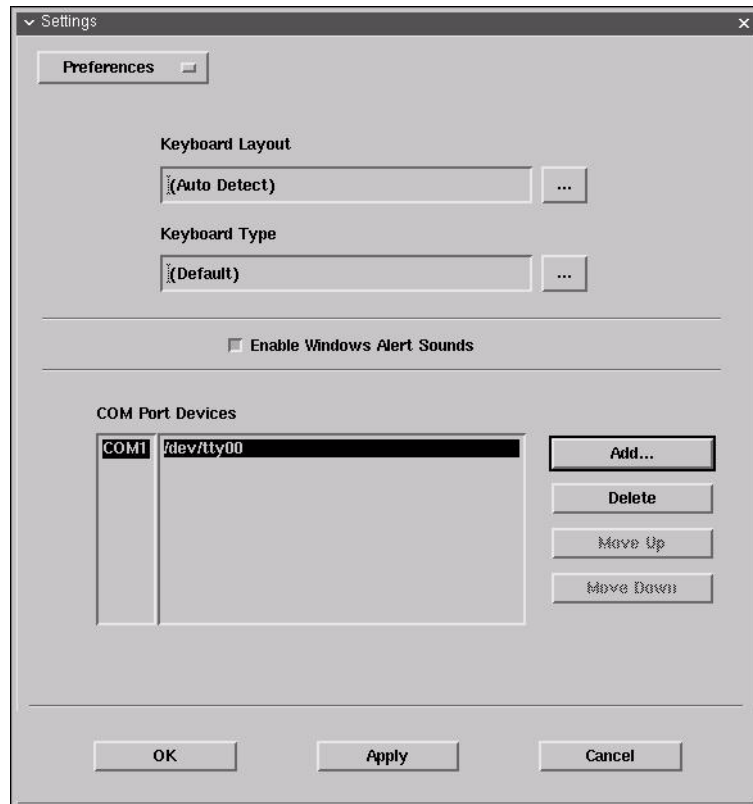 Settings
Preferences
Keyboard Layout
(Auto Detect)
...
Keyboard Type
(Default)
...
Enable Windows Alert Sounds
COM Port Devices
COM1 /dev/tty00
Add...
Delete
Move Up
Move Down
OK Apply Cancel